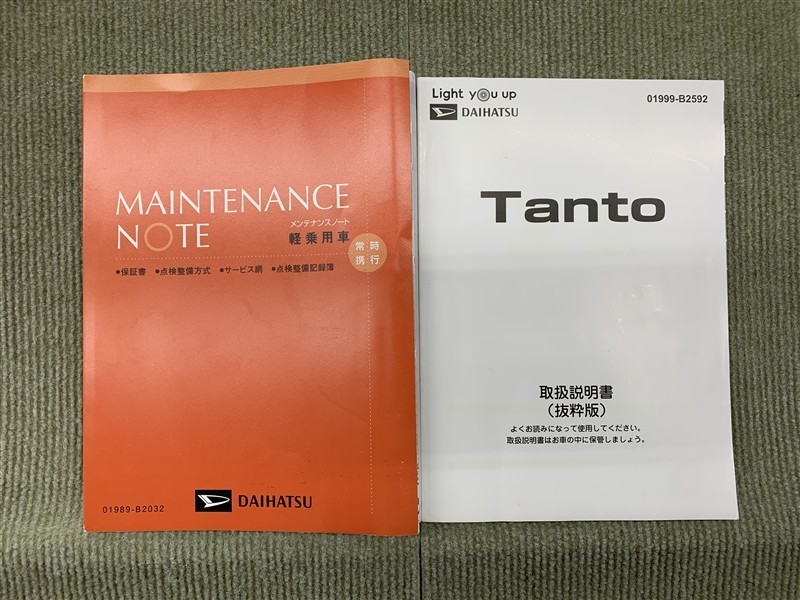 MAINTENANCE
NOTE
メンテナンスノート
軽乗用車
常時
携行
●保証書 ●点検整備方式 ●サービス網 ■点検整備記録簿
01989-B2032
DAIHATSU
Light you up
DAIHATSU
01999-B2592
Tanto
取扱説明書
（抜粋版）
よくお読みになって使用してください。
取扱説明書はお車の中に保管しましょう。